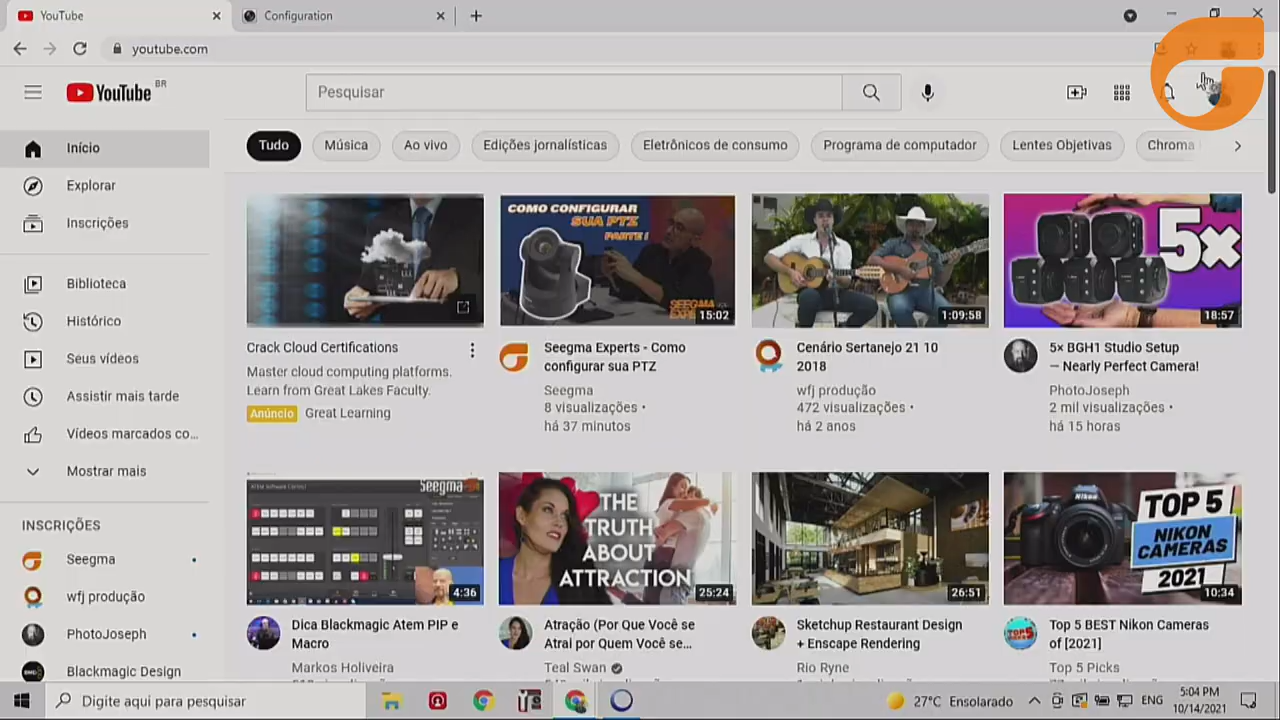 YouTube
Configuration
youtube.com
YouTube BR
Pesquisar
Tudo
Música
Ao vivo
Edições jornalísticas
Eletrônicos de consumo
Programa de computador
Lentes Objetivas
Chroma
Início
Explorar
Inscrições
Biblioteca
Histórico
Seus vídeos
Assistir mais tarde
Vídeos marcados co...
Mostrar mais
INSCRIÇÕES
Seegma
wfj produção
PhotoJoseph
Blackmagic Design
COMO CONFIGURAR
SUA PTZ
PARTE I
SEEGMA
15:02
1:09:58
5x
18:57
Crack Cloud Certifications
Master cloud computing platforms.
Learn from Great Lakes Faculty.
Anúncio Great Learning
Seegma Experts - Como
configurar sua PTZ
Seegma
8 visualizações •
há 37 minutos
Cenário Sertanejo 21 10
2018
wfj produção
472 visualizações •
há 2 anos
5× BGH1 Studio Setup
— Nearly Perfect Camera!
PhotoJoseph
2 mil visualizações •
há 15 horas
Seegma
4:36
THE
TRUTH
ABOUT
ATTRACTION
25:24
26:51
Nikon
TOP 5
NIKON
CAMERAS
2021
10:34
Dica Blackmagic Atem PIP e
Macro
Markos Holiveira
Atração (Por Que Você se
Atrai por Quem Você se...
Teal Swan
Sketchup Restaurant Design
+ Enscape Rendering
Rio Ryne
Top 5 BEST Nikon Cameras
of [2021]
Top 5 Picks
Digite aqui para pesquisar
27°C Ensolarado
ENG
5:04 PM
10/14/2021